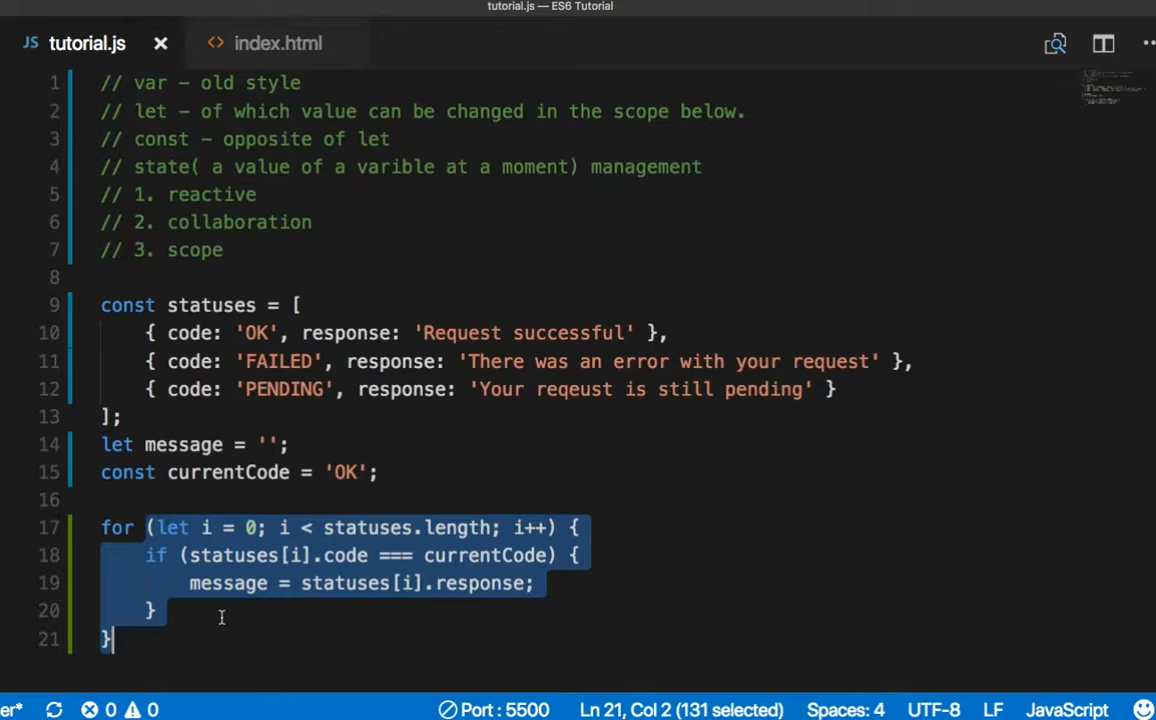 tutorial.js — ES6 Tutorial
JS tutorial.js × <> index.html
1 // var - old style
2 // let - of which value can be changed in the scope below.
3 // const - opposite of let
4 // state( a value of a varible at a moment) management
5 // 1. reactive
6 // 2. collaboration
7 // 3. scope
8
9 const statuses = [
10 { code: 'OK', response: 'Request successful' },
11 { code: 'FAILED', response: 'There was an error with your request' },
12 { code: 'PENDING', response: 'Your reqeust is still pending' }
13 ];
14 let message = '';
15 const currentCode = 'OK';
16
17 for (let i = 0; i < statuses.length; i++) {
18 if (statuses[i].code === currentCode) {
19 message = statuses[i].response;
20 }
21 }
er* 0 0 Port : 5500 Ln 21, Col 2 (131 selected) Spaces: 4 UTF-8 LF JavaScript